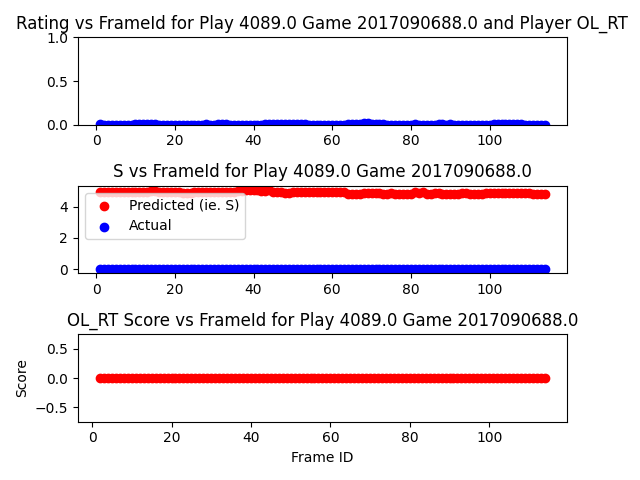 Rating vs FrameId for Play 4089.0 Game 2017090688.0 and Player OL_RT
1.0
0.5
0.0
0 20 40 60 80 100
S vs FrameId for Play 4089.0 Game 2017090688.0
4
2
0
Predicted (ie. S)
Actual
0 20 40 60 80 100
OL_RT Score vs FrameId for Play 4089.0 Game 2017090688.0
Score
0.5
0.0
−0.5
0 20 40 60 80 100
Frame ID